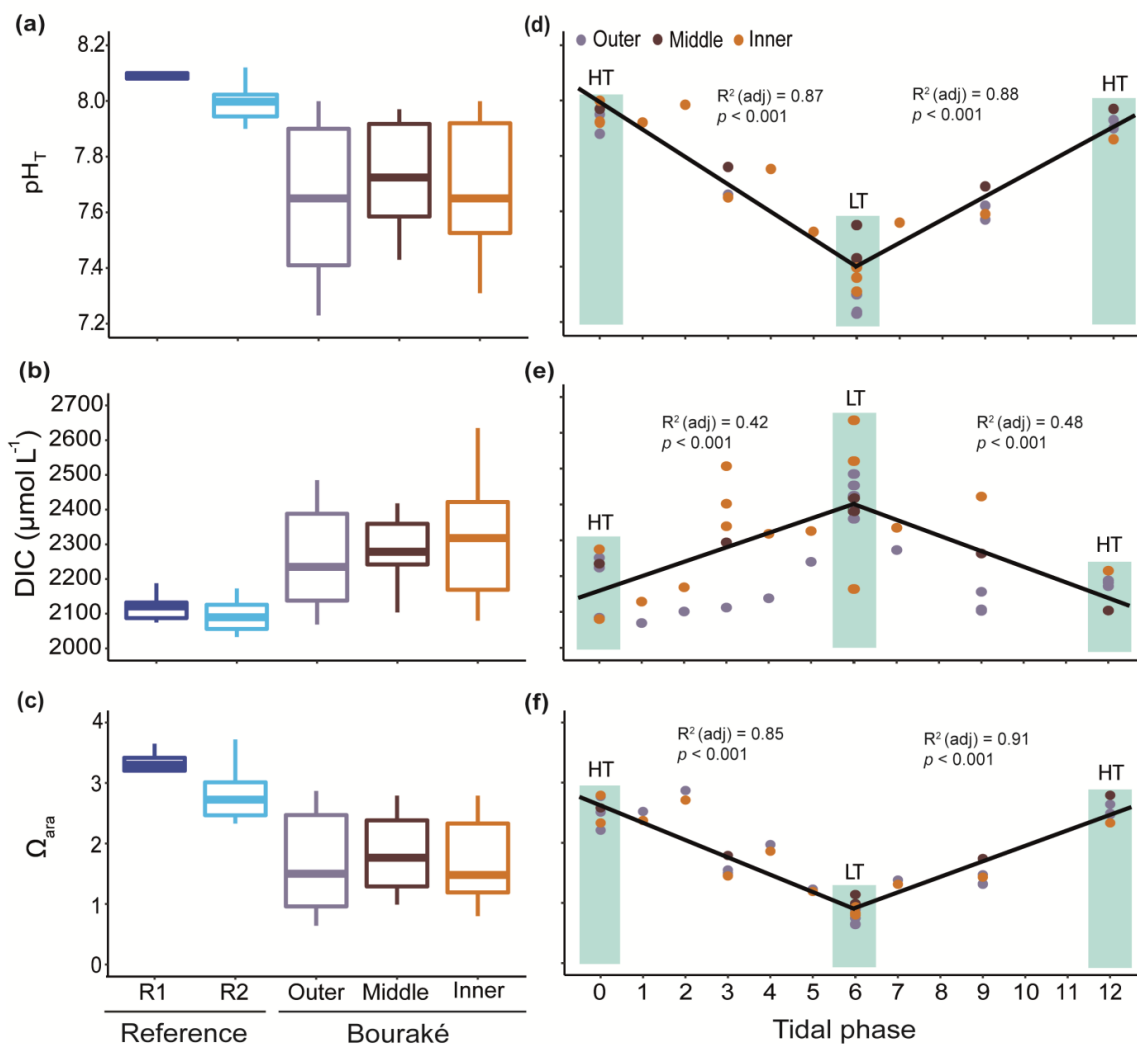 (a)
8.2
8.0
7.8
7.6
7.4
7.2
pH_T
(d)
Outer Middle Inner
HT
R² (adj) = 0.87
p < 0.001
R² (adj) = 0.88
p < 0.001
HT
LT
(b)
2700
2600
2500
2400
2300
2200
2100
2000
DIC (µmol L⁻¹)
(e)
LT
R² (adj) = 0.42
p < 0.001
R² (adj) = 0.48
p < 0.001
HT
HT
(c)
4
3
2
1
0
Ω_ara
R1 R2 Outer Middle Inner
Reference Bouraké
(f)
R² (adj) = 0.85
p < 0.001
R² (adj) = 0.91
p < 0.001
HT
HT
LT
0 1 2 3 4 5 6 7 8 9 10 11 12
Tidal phase